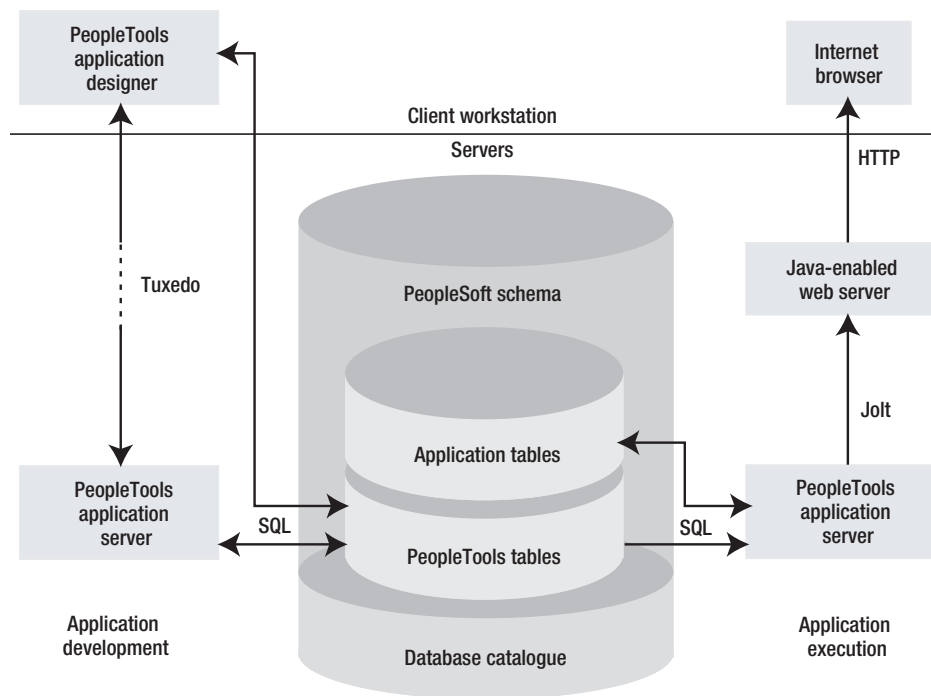 PeopleTools
application
designer
Internet
browser
Client workstation
Servers
HTTP
Tuxedo
PeopleSoft schema
Java-enabled
web server
Jolt
Application tables
PeopleTools
application
server
SQL
PeopleTools tables
SQL
PeopleTools
application
server
Application
development
Database catalogue
Application
execution